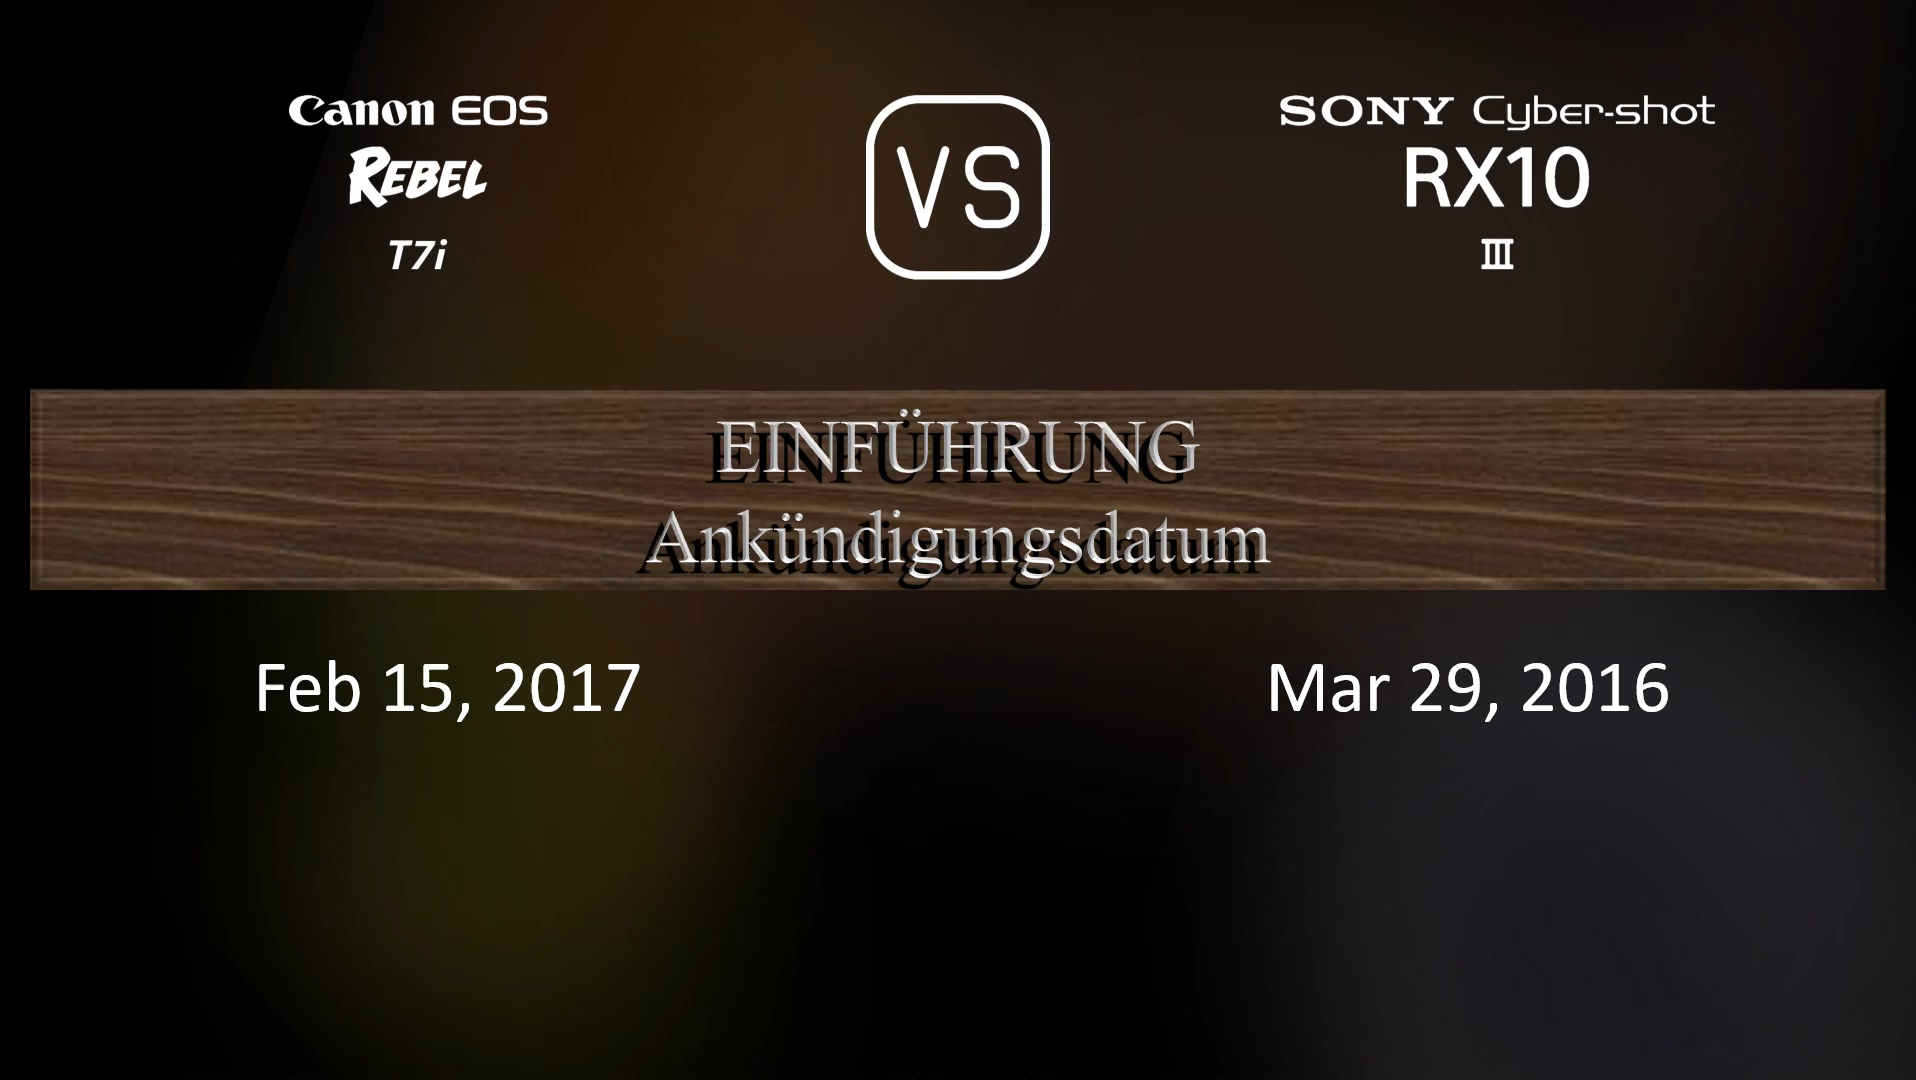 Canon EOS
REBEL
T7i
VS
SONY Cyber-shot
RX10
III
EINFÜHRUNG
Ankündigungsdatum
Feb 15, 2017
Mar 29, 2016